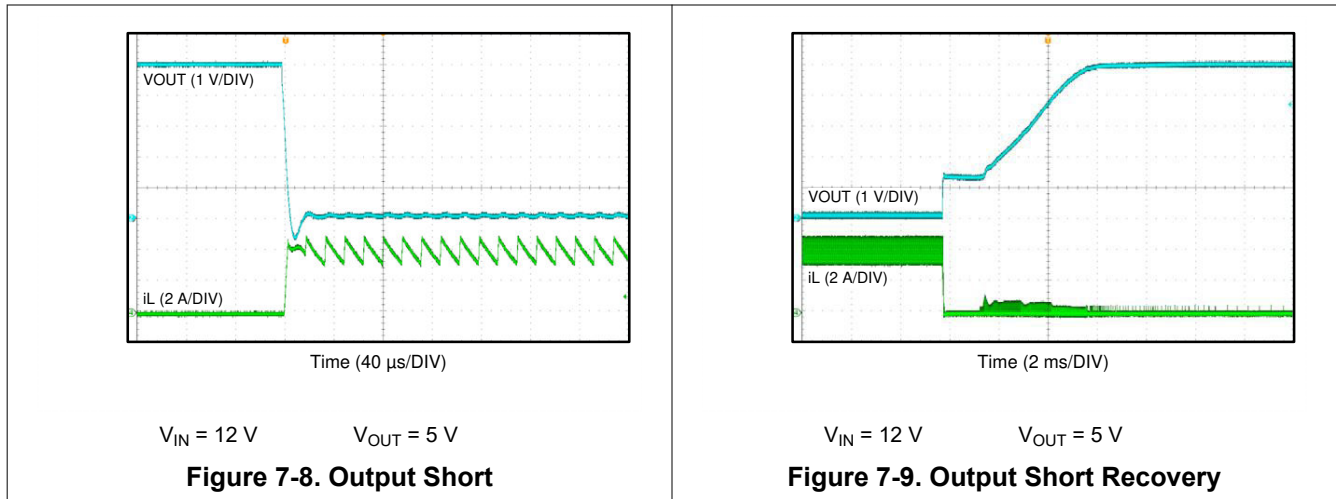 VOUT (1 V/DIV)
iL (2 A/DIV)
Time (40 µs/DIV)
VIN = 12 V VOUT = 5 V
Figure 7-8. Output Short
VOUT (1 V/DIV)
iL (2 A/DIV)
Time (2 ms/DIV)
VIN = 12 V VOUT = 5 V
Figure 7-9. Output Short Recovery